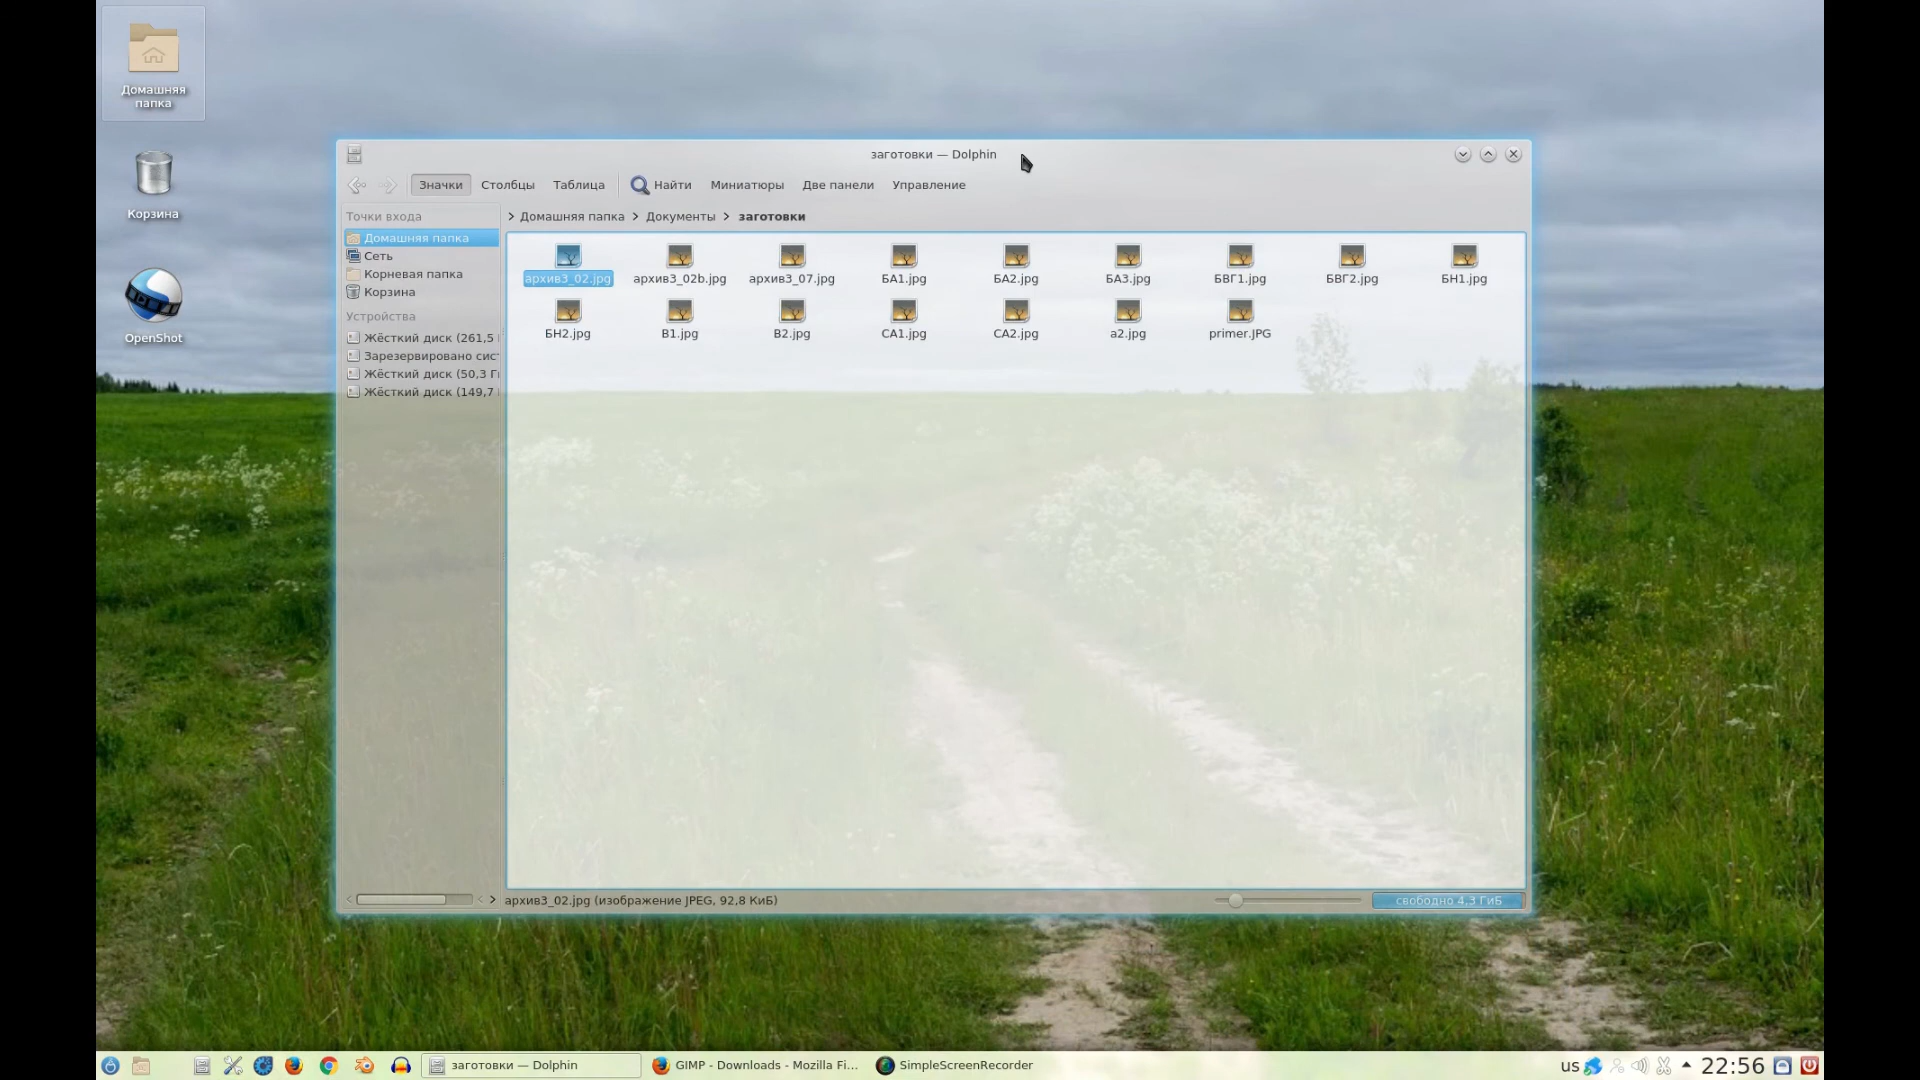 Домашняя
папка
Корзина
OpenShot
заготовки — Dolphin
Значки Столбцы Таблица Найти Миниатюры Две панели Управление
Точки входа
Домашняя папка
Сеть
Корневая папка
Корзина
Устройства
Жёсткий диск (261,5
Зарезервировано сис
Жёсткий диск (50,3 Г
Жёсткий диск (149,7
> Домашняя папка > Документы > заготовки
архив3_02.jpg архив3_02b.jpg архив3_07.jpg БА1.jpg БА2.jpg БА3.jpg БВГ1.jpg БВГ2.jpg БН1.jpg
БН2.jpg В1.jpg В2.jpg СА1.jpg СА2.jpg а2.jpg primer.JPG
архив3_02.jpg (изображение JPEG, 92,8 КиБ)
свободно 4,3 ГиБ
заготовки — Dolphin GIMP - Downloads - Mozilla Fi... SimpleScreenRecorder us 22:56